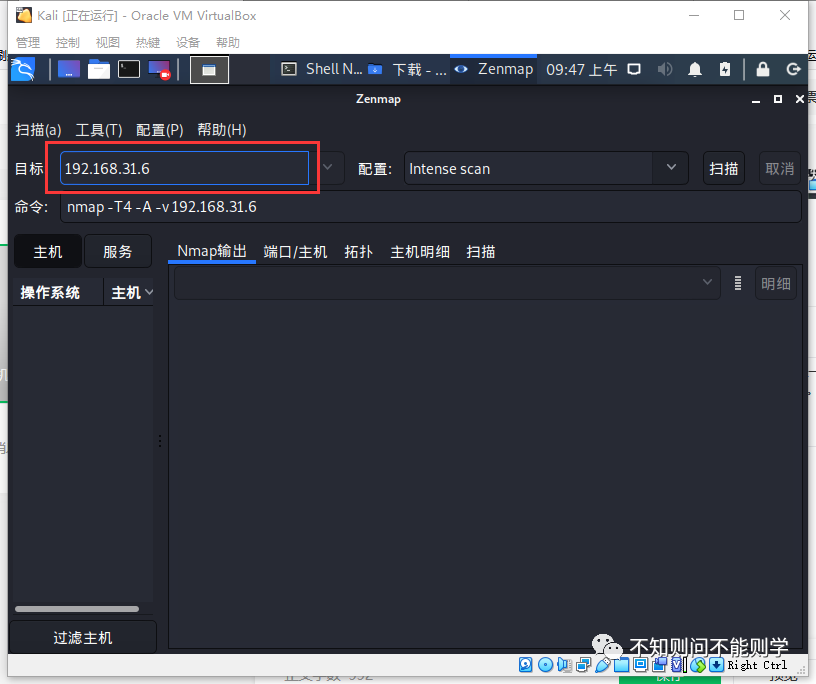 Kali [正在运行] - Oracle VM VirtualBox
管理 控制 视图 热键 设备 帮助
Shell N... 下载 - ... Zenmap 09:47 上午
Zenmap
扫描(a) 工具(T) 配置(P) 帮助(H)
目标 192.168.31.6 配置: Intense scan 扫描 取消
命令: nmap -T4 -A -v 192.168.31.6
主机 服务 Nmap输出 端口/主机 拓扑 主机明细 扫描
操作系统 主机 明细
过滤主机
不知则问不能则学
Right Ctrl